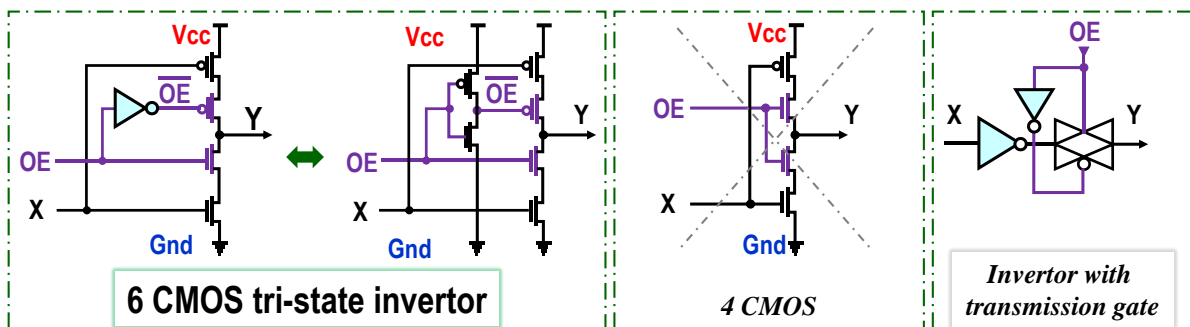 Vcc
OE
Y
OE
X
Gnd
Vcc
OE
Y
OE
X
Gnd
6 CMOS tri-state invertor
Vcc
OE
Y
X
Gnd
4 CMOS
OE
X
Y
Invertor with
transmission gate